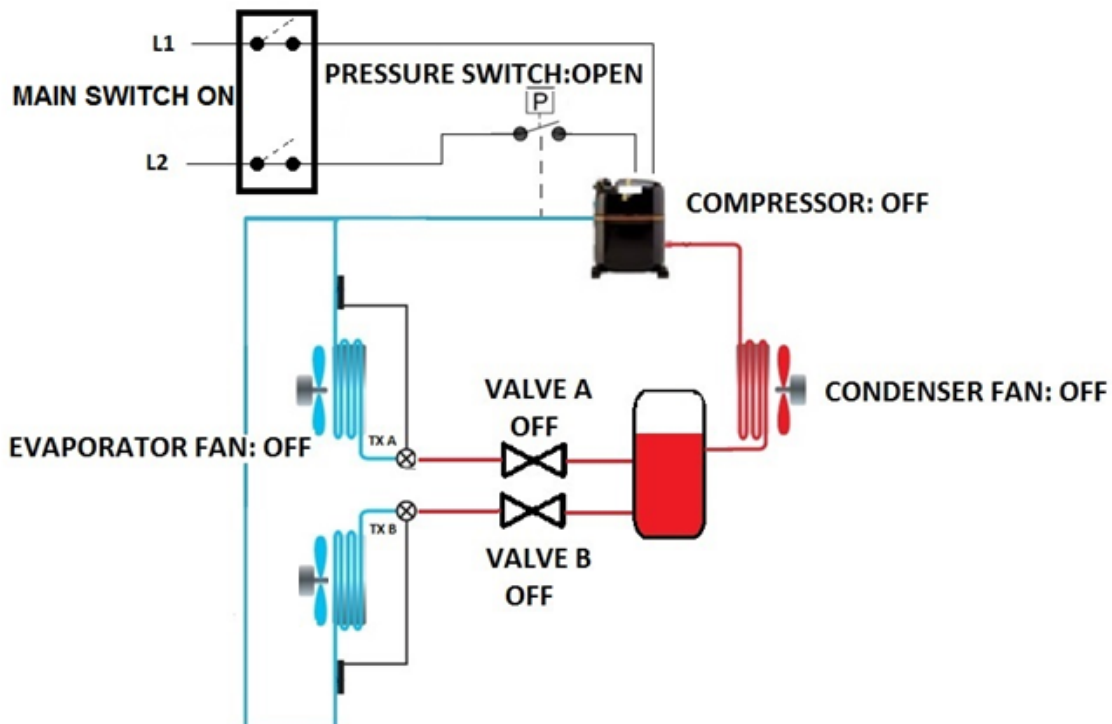 L1
PRESSURE SWITCH:OPEN
MAIN SWITCH ON
P
L2
COMPRESSOR: OFF
VALVE A
OFF
CONDENSER FAN: OFF
EVAPORATOR FAN: OFF
TX A
TX B
VALVE B
OFF